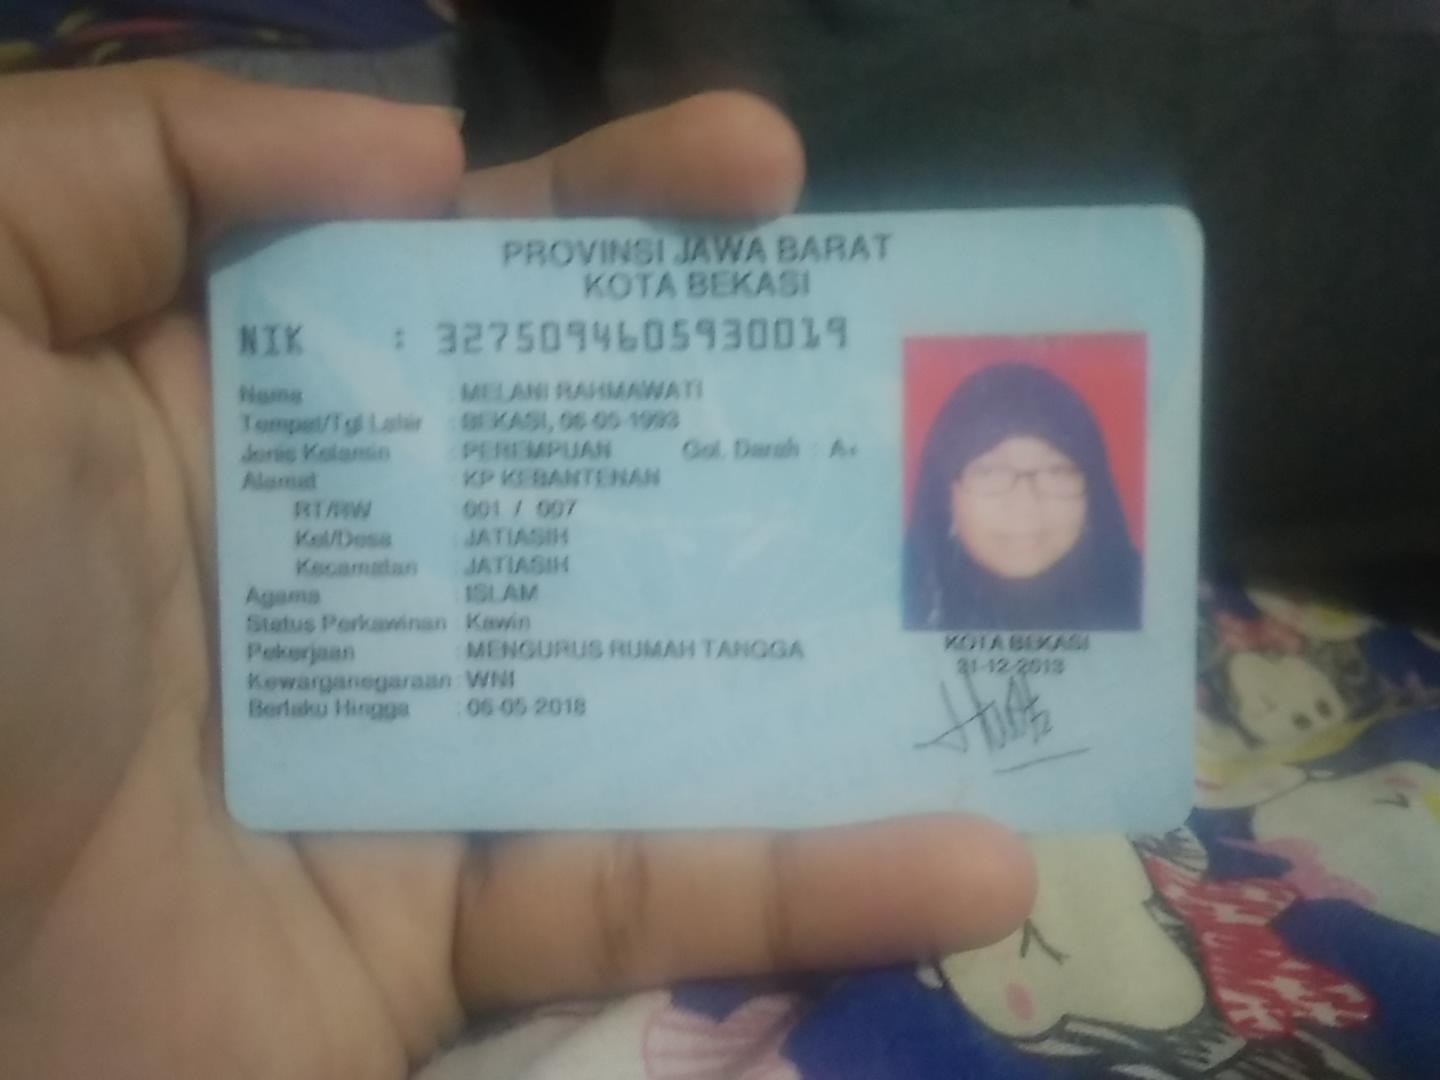 PROVINSI JAWA BARAT
KOTA BEKASI
NIK : 3275094605930019
Nama : MELANI RAHMAWATI
Tempat/Tgl Lahir : BEKASI, 06-05-1993
Jenis Kelamin : PEREMPUAN Gol. Darah : A+
Alamat : KP KEBANTENAN
RT/RW : 001 / 007
Kel/Desa : JATIASIH
Kecamatan : JATIASIH
Agama : ISLAM
Status Perkawinan : Kawin
Pekerjaan : MENGURUS RUMAH TANGGA
Kewarganegaraan : WNI
Berlaku Hingga : 06-05-2018
KOTA BEKASI
31-12-2013